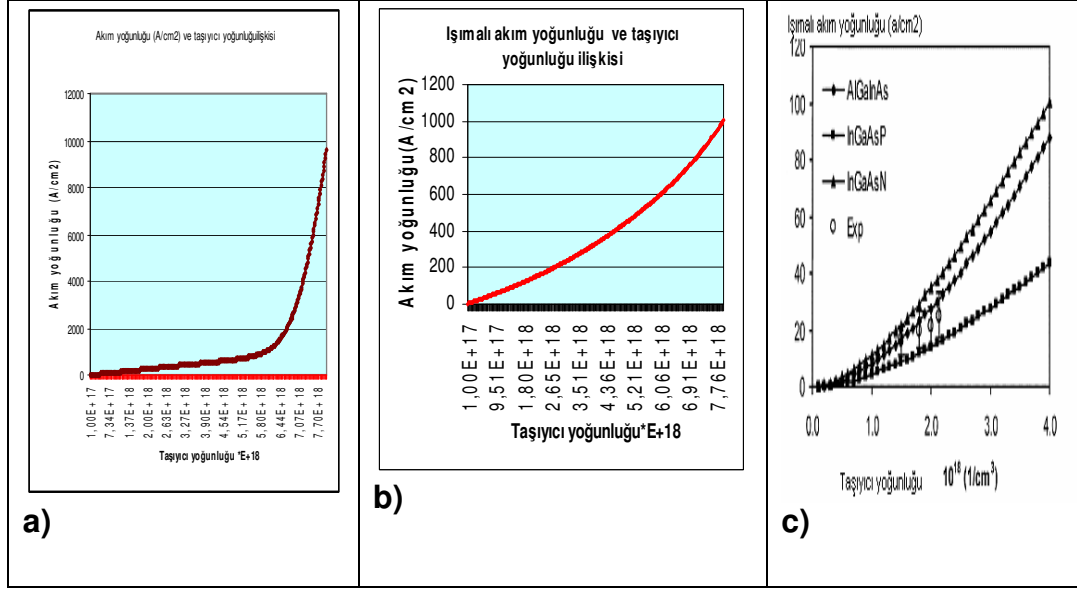 Akım yoğunluğu (A/cm2) ve taşıyıcı yoğunluğuilişkisi
12000
10000
8000
6000
4000
2000
0
Akım yoğunluğu (A/cm2)
1,00E+17
7,34E+17
1,37E+18
2,00E+18
2,63E+18
3,27E+18
3,90E+18
4,54E+18
5,17E+18
5,80E+18
6,44E+18
7,07E+18
7,70E+18
Taşıyıcı yoğunluğu *E+18
a)
Işımalı akım yoğunluğu ve taşıyıcı
yoğunluğu ilişkisi
1200
1000
800
600
400
200
0
Akım yoğunluğu(A/cm2)
1,00E+17
9,51E+17
1,80E+18
2,65E+18
3,51E+18
4,36E+18
5,21E+18
6,06E+18
6,91E+18
7,76E+18
Taşıyıcı yoğunluğu*E+18
b)
Işımalı akım yoğunluğu (a/cm2)
120
100
80
60
40
20
0
AlGaInAs
InGaAsP
InGaAsN
Exp
0.0 1.0 2.0 3.0 4.0
Taşıyıcı yoğunluğu 10^18 (1/cm^3)
c)